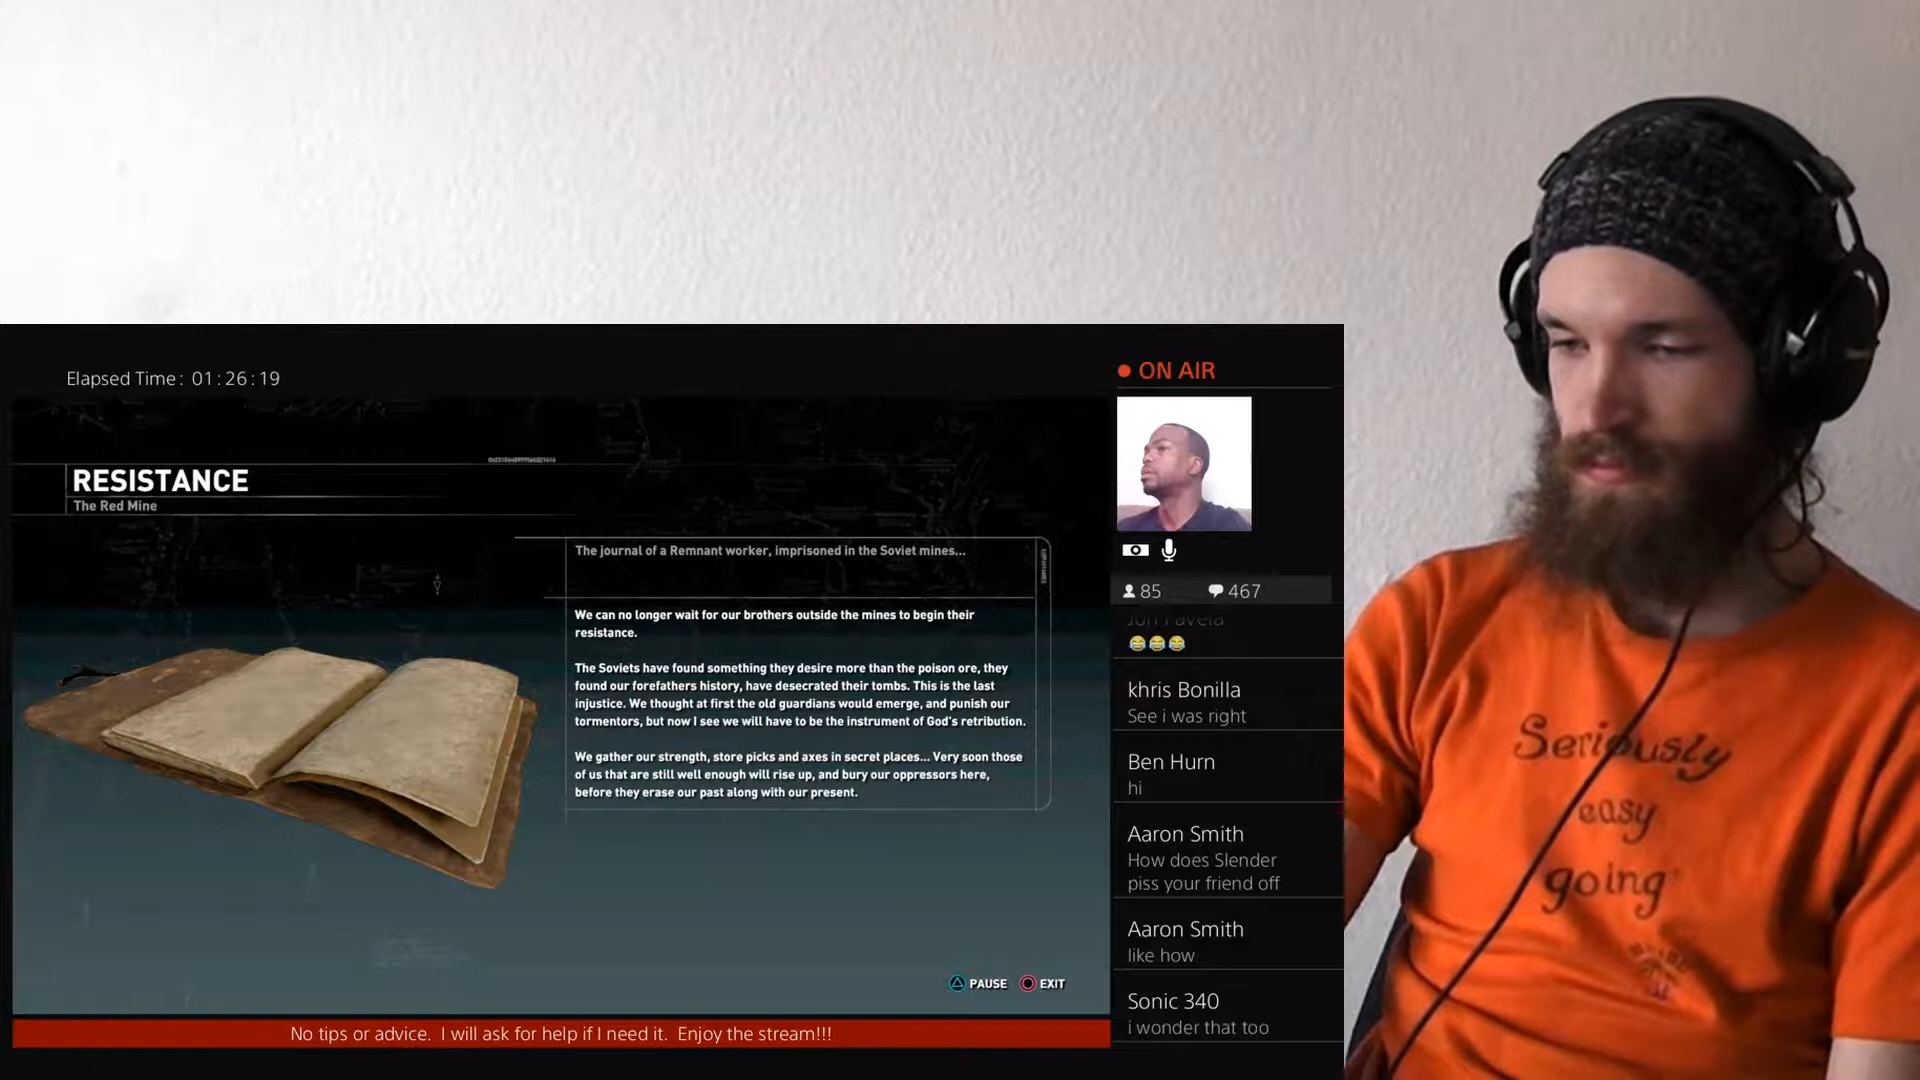 Elapsed Time: 01:26:19
RESISTANCE
The Red Mine
The journal of a Remnant worker, imprisoned in the Soviet mines...
We can no longer wait for our brothers outside the mines to begin their
resistance.
The Soviets have found something they desire more than the poison ore, they
found our forefathers history, have desecrated their tombs. This is the last
injustice. We thought at first the old guardians would emerge, and punish our
tormentors, but now I see we will have to be the instrument of God's retribution.
We gather our strength, store picks and axes in secret places... Very soon those
of us that are still well enough will rise up, and bury our oppressors here,
before they erase our past along with our present.
PAUSE EXIT
No tips or advice. I will ask for help if I need it. Enjoy the stream!!!
ON AIR
85 467
😂😂😂
khris Bonilla
See i was right
Ben Hurn
hi
Aaron Smith
How does Slender
piss your friend off
Aaron Smith
like how
Sonic 340
i wonder that too
Seriously
easy
going